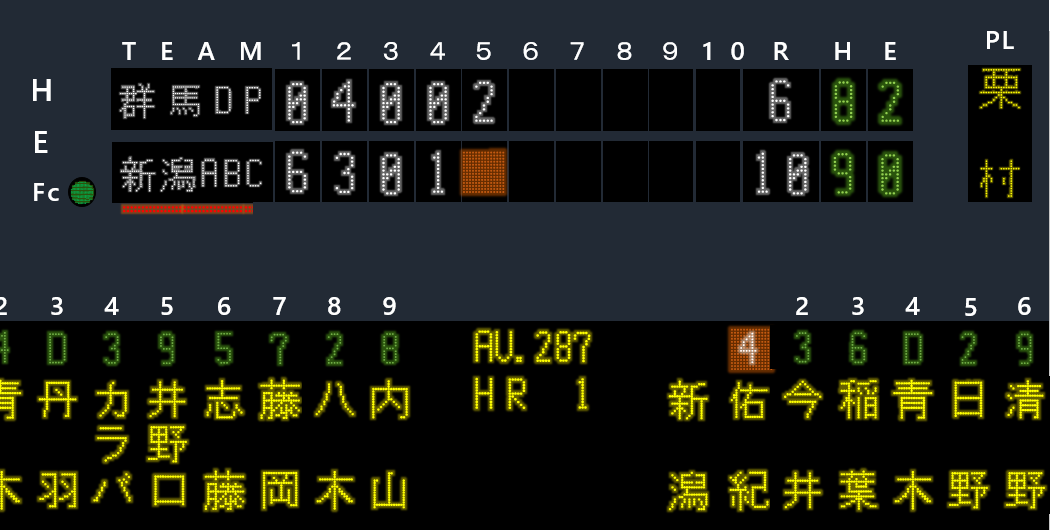 T E A M 1 2 3 4 5 6 7 8 9 10 R H E PL
H 群馬DP 0 4 0 0 2 6 8 2
E
Fc 新潟ABC 6 3 0 1 10 9 0
栗村
2 3 4 5 6 7 8 9
4 D 3 9 5 7 2 8
青木
丹羽
カラバ
井野口
志藤
藤岡
八木
内山
AV.287
HR 1
2 3 4 5 6
4 3 6 D 2 9
新潟
佑紀
今井
稲葉
青木
日野
清野